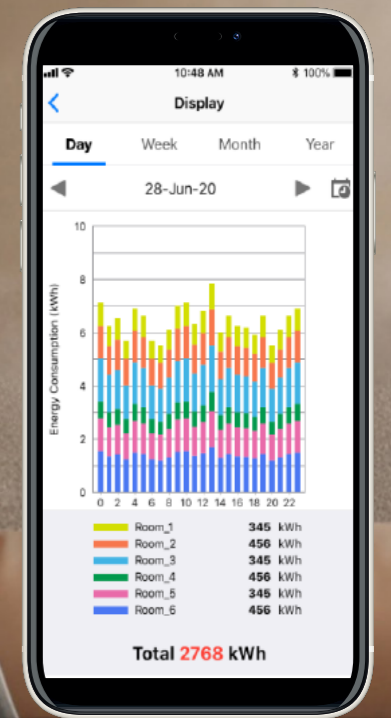 10:48 AM 100%
Display
Day Week Month Year
28-Jun-20
10
8
6
4
2
0
Energy Consumption (kWh)
0 2 4 6 8 10 12 14 16 18 20 22
Room_1 345 kWh
Room_2 456 kWh
Room_3 345 kWh
Room_4 456 kWh
Room_5 345 kWh
Room_6 456 kWh
Total 2768 kWh